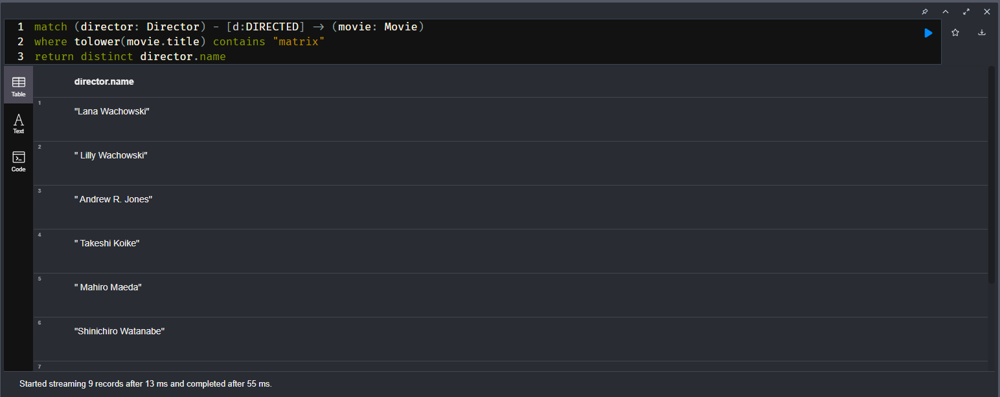 1 match (director: Director) - [d:DIRECTED] -> (movie: Movie)
2 where tolower(movie.title) contains "matrix"
3 return distinct director.name
Table
Text
Code
director.name
1
"Lana Wachowski"
2
" Lilly Wachowski"
3
" Andrew R. Jones"
4
" Takeshi Koike"
5
" Mahiro Maeda"
6
"Shinichiro Watanabe"
7
Started streaming 9 records after 13 ms and completed after 55 ms.